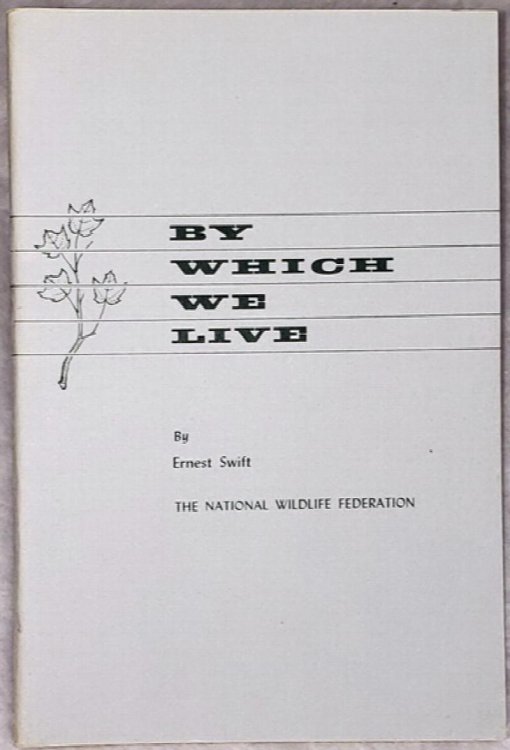 BY
WHICH
WE
LIVE
By
Ernest Swift
THE NATIONAL WILDLIFE FEDERATION